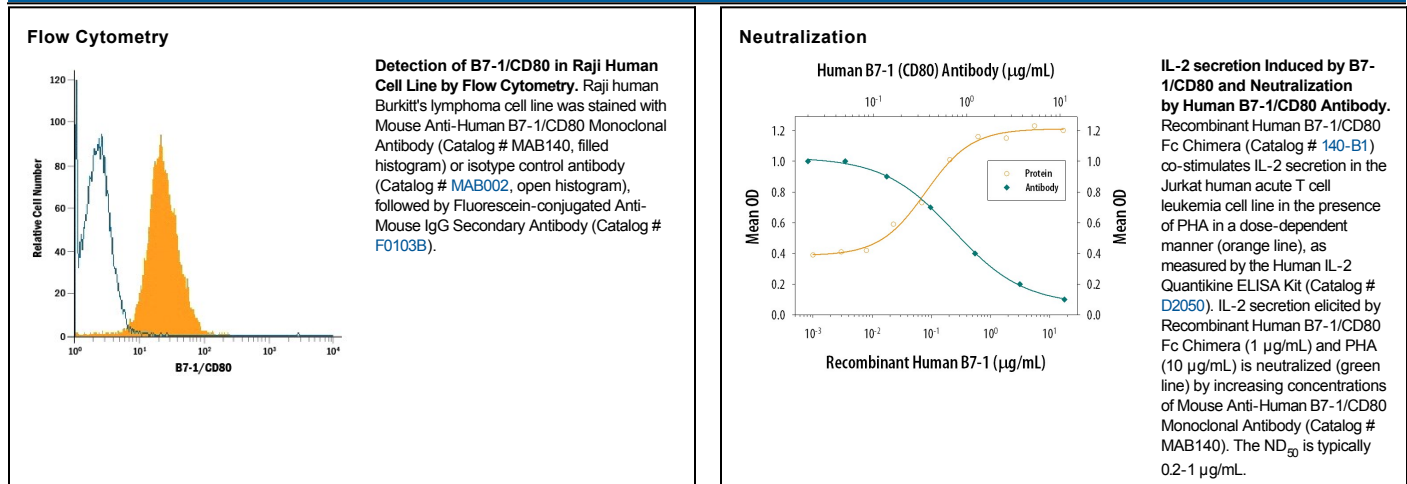 Flow Cytometry
120
100
80
60
40
20
0
Relative Cell Number
10⁰
10¹
10²
10³
10⁴
B7-1/CD80
Detection of B7-1/CD80 in Raji Human
Cell Line by Flow Cytometry. Raji human
Burkitt's lymphoma cell line was stained with
Mouse Anti-Human B7-1/CD80 Monoclonal
Antibody (Catalog # MAB140, filled
histogram) or isotype control antibody
(Catalog # MAB002, open histogram),
followed by Fluorescein-conjugated Anti-
Mouse IgG Secondary Antibody (Catalog #
F0103B).
Neutralization
Human B7-1 (CD80) Antibody (µg/mL)
10⁻¹
10⁰
10¹
1.2
1.0
0.8
0.6
0.4
0.2
0.0
Mean OD
Protein
Antibody
1.2
1.0
0.8
0.6
0.4
0.2
0.0
Mean OD
10⁻³
10⁻²
10⁻¹
10⁰
10¹
Recombinant Human B7-1 (µg/mL)
IL-2 secretion Induced by B7-
1/CD80 and Neutralization
by Human B7-1/CD80 Antibody.
Recombinant Human B7-1/CD80
Fc Chimera (Catalog # 140-B1)
co-stimulates IL-2 secretion in the
Jurkat human acute T cell
leukemia cell line in the presence
of PHA in a dose-dependent
manner (orange line), as
measured by the Human IL-2
Quantikine ELISA Kit (Catalog #
D2050). IL-2 secretion elicited by
Recombinant Human B7-1/CD80
Fc Chimera (1 µg/mL) and PHA
(10 µg/mL) is neutralized (green
line) by increasing concentrations
of Mouse Anti-Human B7-1/CD80
Monoclonal Antibody (Catalog #
MAB140). The ND₅₀ is typically
0.2-1 µg/mL.